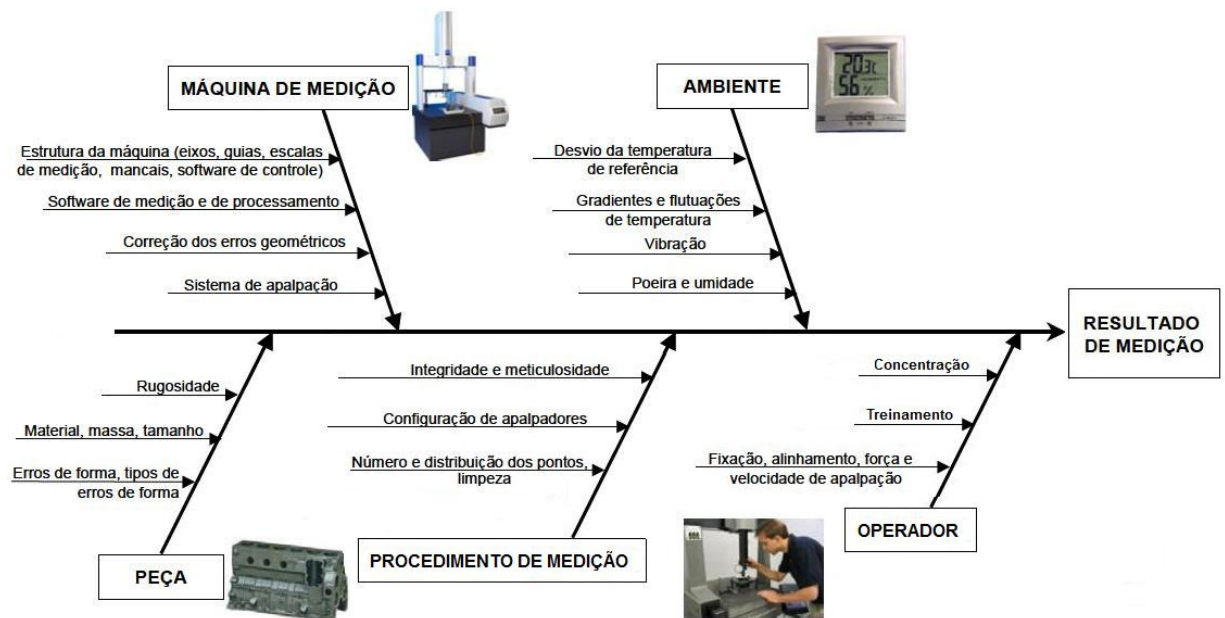 MÁQUINA DE MEDIÇÃO
Estrutura da máquina (eixos, guias, escalas
de medição, mancais, software de controle)
Software de medição e de processamento
Correção dos erros geométricos
Sistema de apalpação
AMBIENTE
20.3C
56 %
Desvio da temperatura
de referência
Gradientes e flutuações
de temperatura
Vibração
Poeira e umidade
RESULTADO
DE MEDIÇÃO
Rugosidade
Material, massa, tamanho
Erros de forma, tipos de
erros de forma
PEÇA
Integridade e meticulosidade
Configuração de apalpadores
Número e distribuição dos pontos,
limpeza
PROCEDIMENTO DE MEDIÇÃO
Concentração
Treinamento
Fixação, alinhamento, força e
velocidade de apalpação
OPERADOR